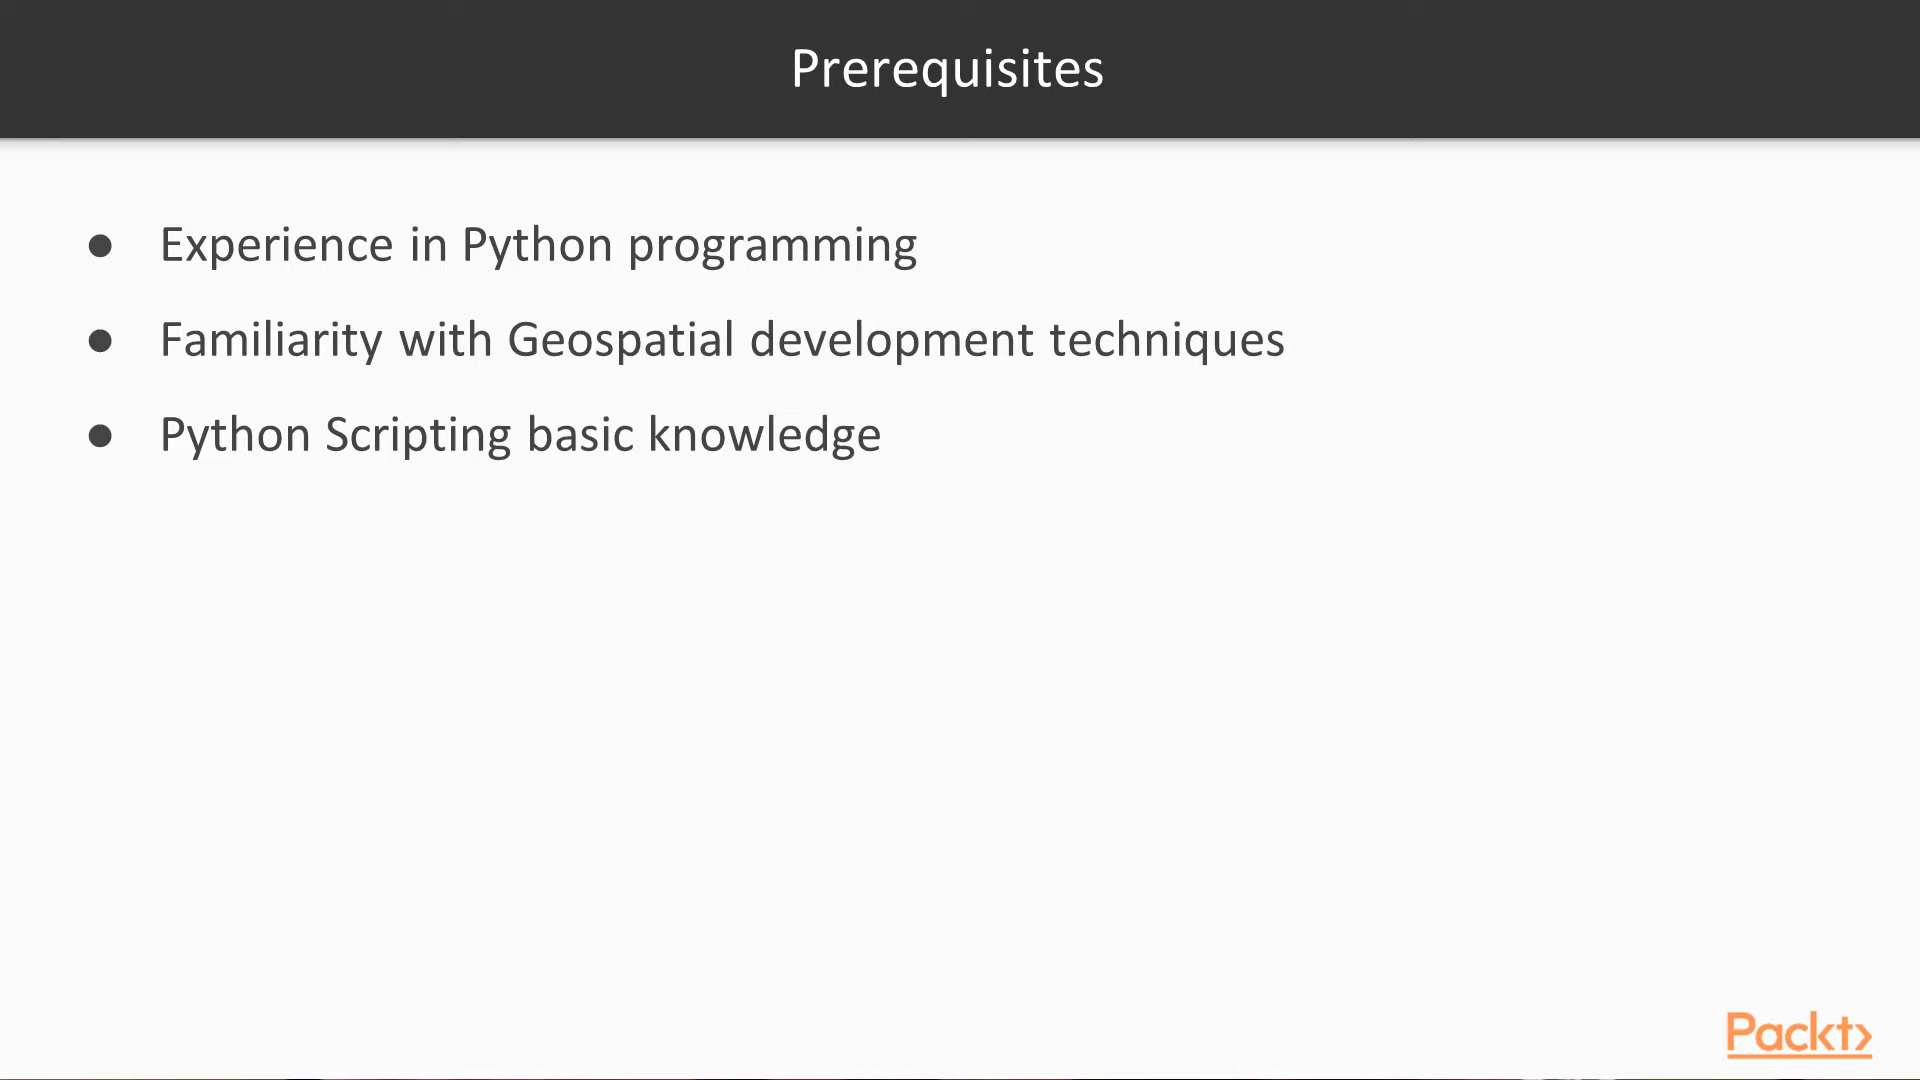 Prerequisites
● Experience in Python programming
● Familiarity with Geospatial development techniques
● Python Scripting basic knowledge
Packt>